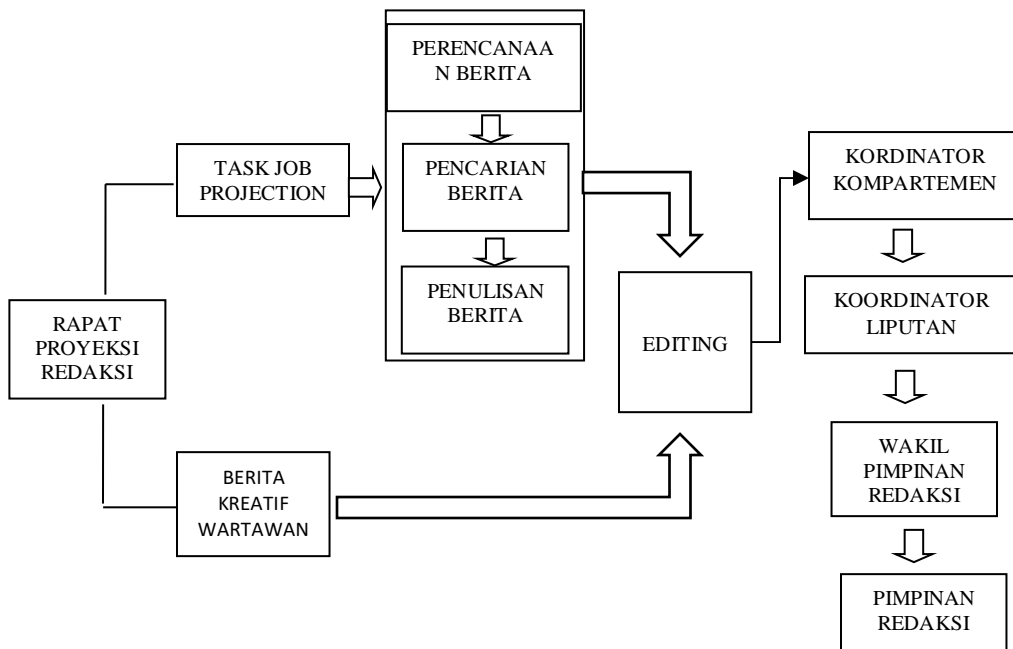 PERENCANAA
N BERITA
TASK JOB
PROJECTION
PENCARIAN
BERITA
KORDINATOR
KOMPARTEMEN
PENULISAN
BERITA
RAPAT
PROYEKSI
REDAKSI
EDITING
KOORDINATOR
LIPUTAN
BERITA
KREATIF
WARTAWAN
WAKIL
PIMPINAN
REDAKSI
PIMPINAN
REDAKSI